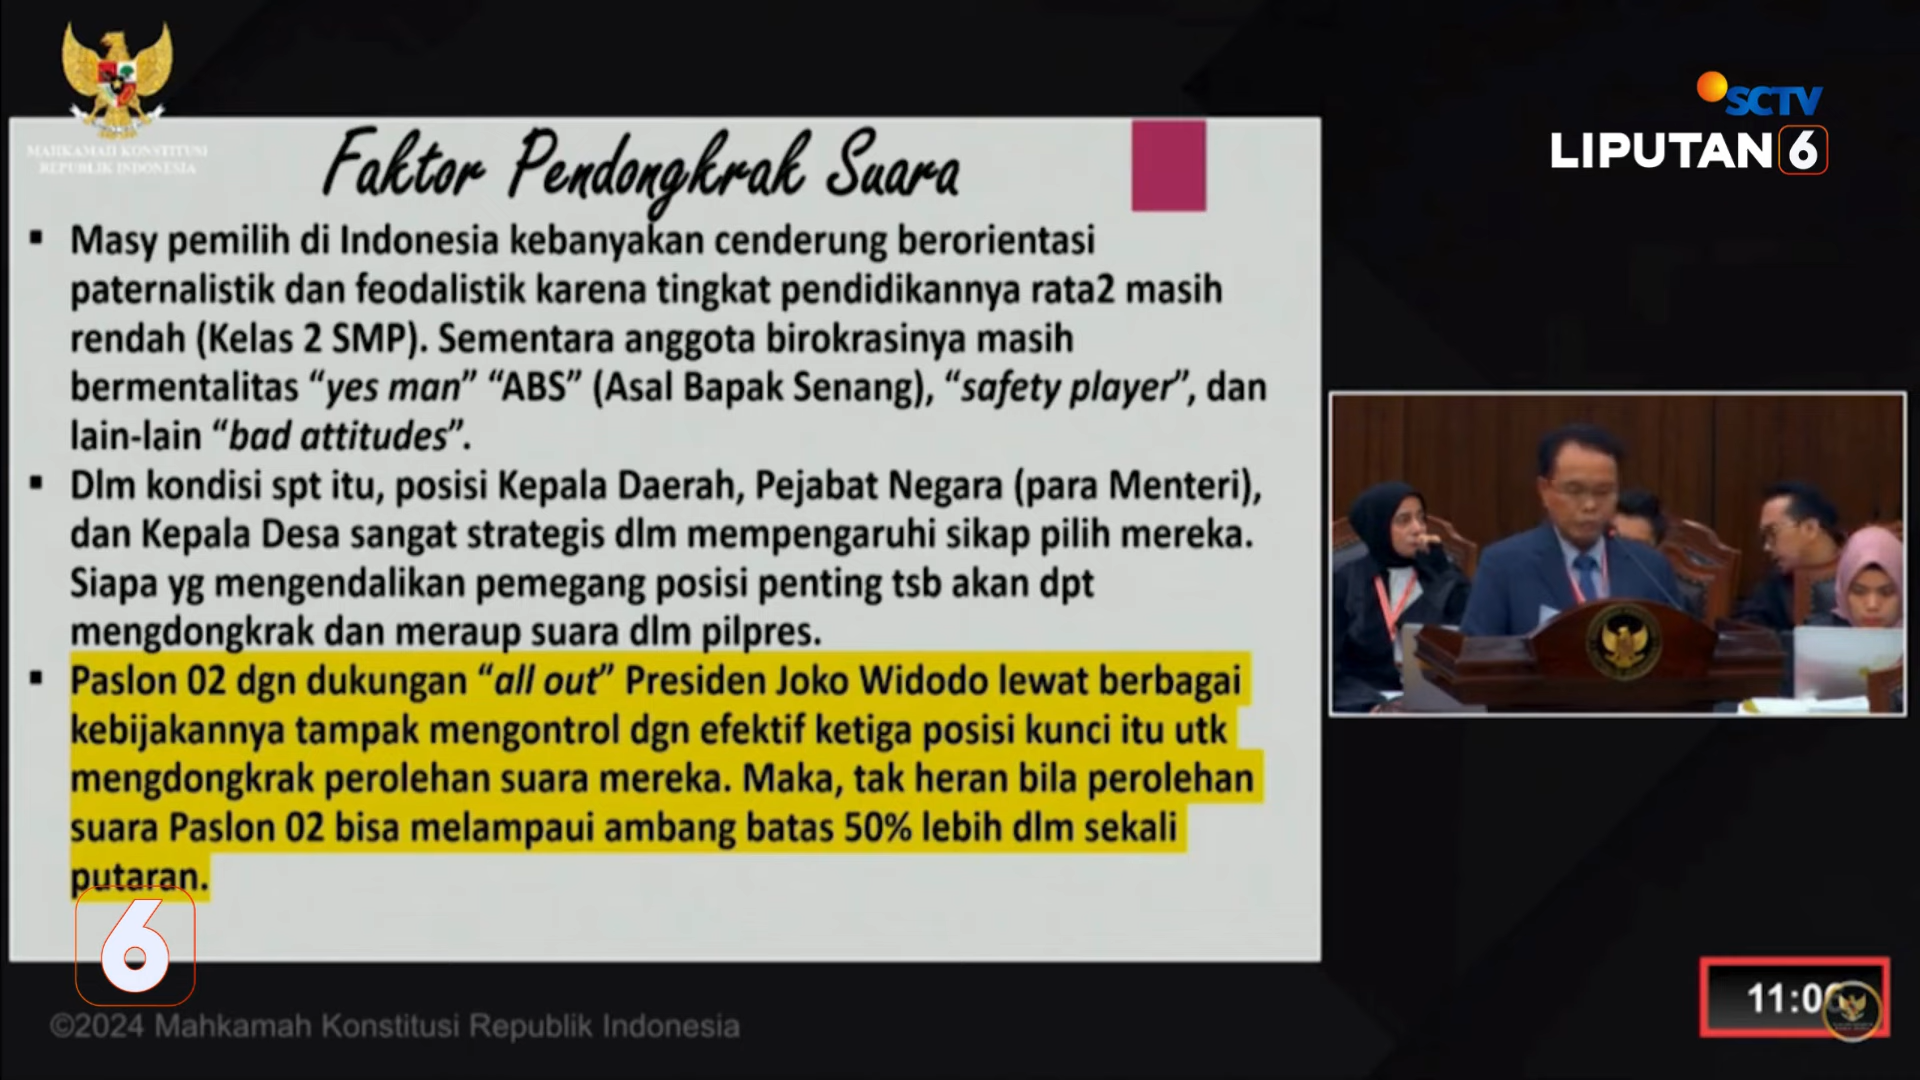 MAHKAMAH KONSTITUSI
REPUBLIK INDONESIA
SCTV
LIPUTAN 6
Faktor Pendongkrak Suara
▪ Masy pemilih di Indonesia kebanyakan cenderung berorientasi
paternalistik dan feodalistik karena tingkat pendidikannya rata2 masih
rendah (Kelas 2 SMP). Sementara anggota birokrasinya masih
bermentalitas “yes man” “ABS” (Asal Bapak Senang), “safety player”, dan
lain-lain “bad attitudes”.
▪ Dlm kondisi spt itu, posisi Kepala Daerah, Pejabat Negara (para Menteri),
dan Kepala Desa sangat strategis dlm mempengaruhi sikap pilih mereka.
Siapa yg mengendalikan pemegang posisi penting tsb akan dpt
mengdongkrak dan meraup suara dlm pilpres.
▪ Paslon 02 dgn dukungan “all out” Presiden Joko Widodo lewat berbagai
kebijakannya tampak mengontrol dgn efektif ketiga posisi kunci itu utk
mengdongkrak perolehan suara mereka. Maka, tak heran bila perolehan
suara Paslon 02 bisa melampaui ambang batas 50% lebih dlm sekali
putaran.
6
©2024 Mahkamah Konstitusi Republik Indonesia